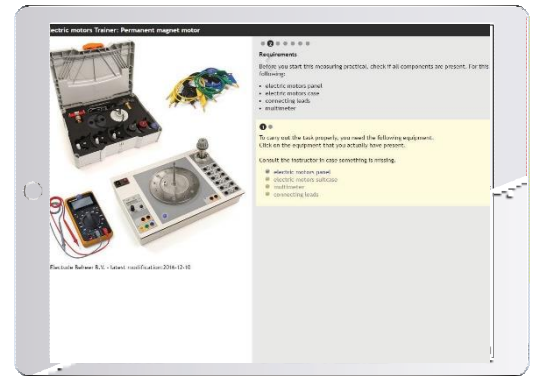 lectric motors Trainer: Permanent magnet motor
Requirements
Before you start this measuring practical, check if all components are present. For this
following:
• electric motors panel
• electric motors case
• connecting leads
• multimeter
To carry out the task properly, you need the following equipment.
Click on the equipment that you actually have present.
Consult the instructor in case something is missing.
electric motors panel
electric motors suitcase
multimeter
connecting leads
B.V. - latest modification:2016-12-10